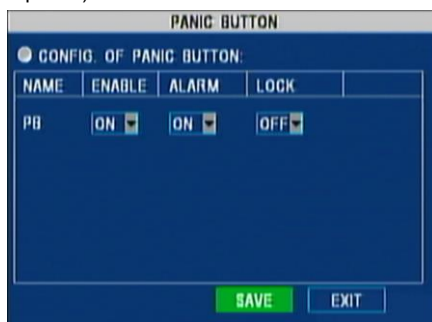 PANIC BUTTON
CONFIG. OF PANIC BUTTON:
NAME ENABLE ALARM LOCK
PB ON ON OFF
SAVE EXIT